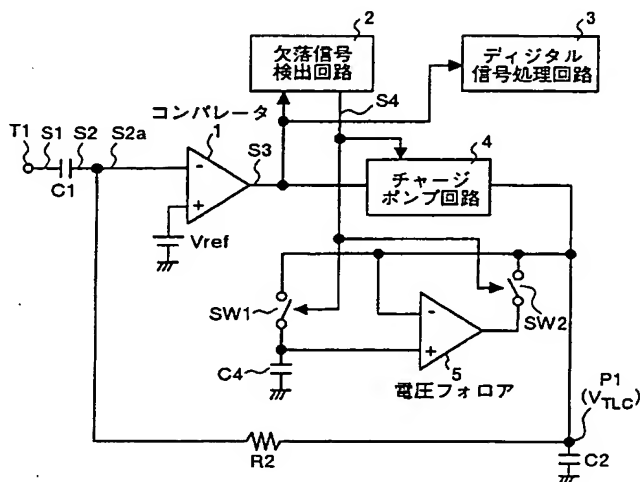 2
欠落信号
検出回路
3
ディジタル
信号処理回路
S4
コンパレータ
1
T1
S1
S2
S2a
C1
-
+
S3
Vref
4
チャージ
ポンプ回路
SW1
-
+
5
SW2
C4
電圧フォロア
P1
(VTLC)
R2
C2